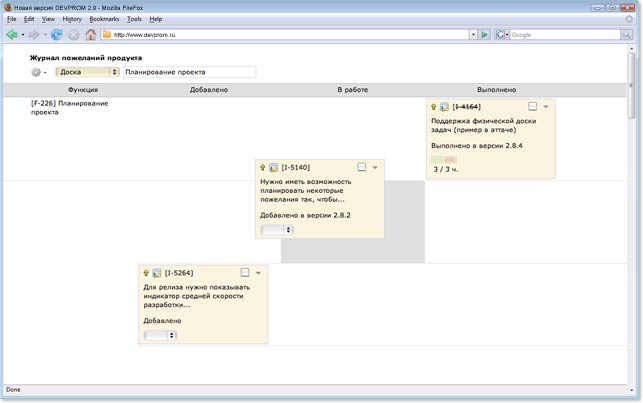 Новая версия DEVPROM 2.9 - Mozilla FireFox
File Edit View History Bookmarks Tools Help
http://www.devprom.ru
Google
Журнал пожеланий продукта
Доска Планирование проекта
Функция Добавлено В работе Выполнено
[F-226] Планирование
проекта
[I-4164]
Поддержка физической доски
задач (пример в аттаче)
Выполнено в версии 2.8.4
3 / 3 ч.
[I-5140]
Нужно иметь возможность
планировать некоторые
пожелания так, чтобы...
Добавлено в версии 2.8.2
[I-5264]
Для релиза нужно показывать
индикатор средней скорости
разработки...
Добавлено
Done